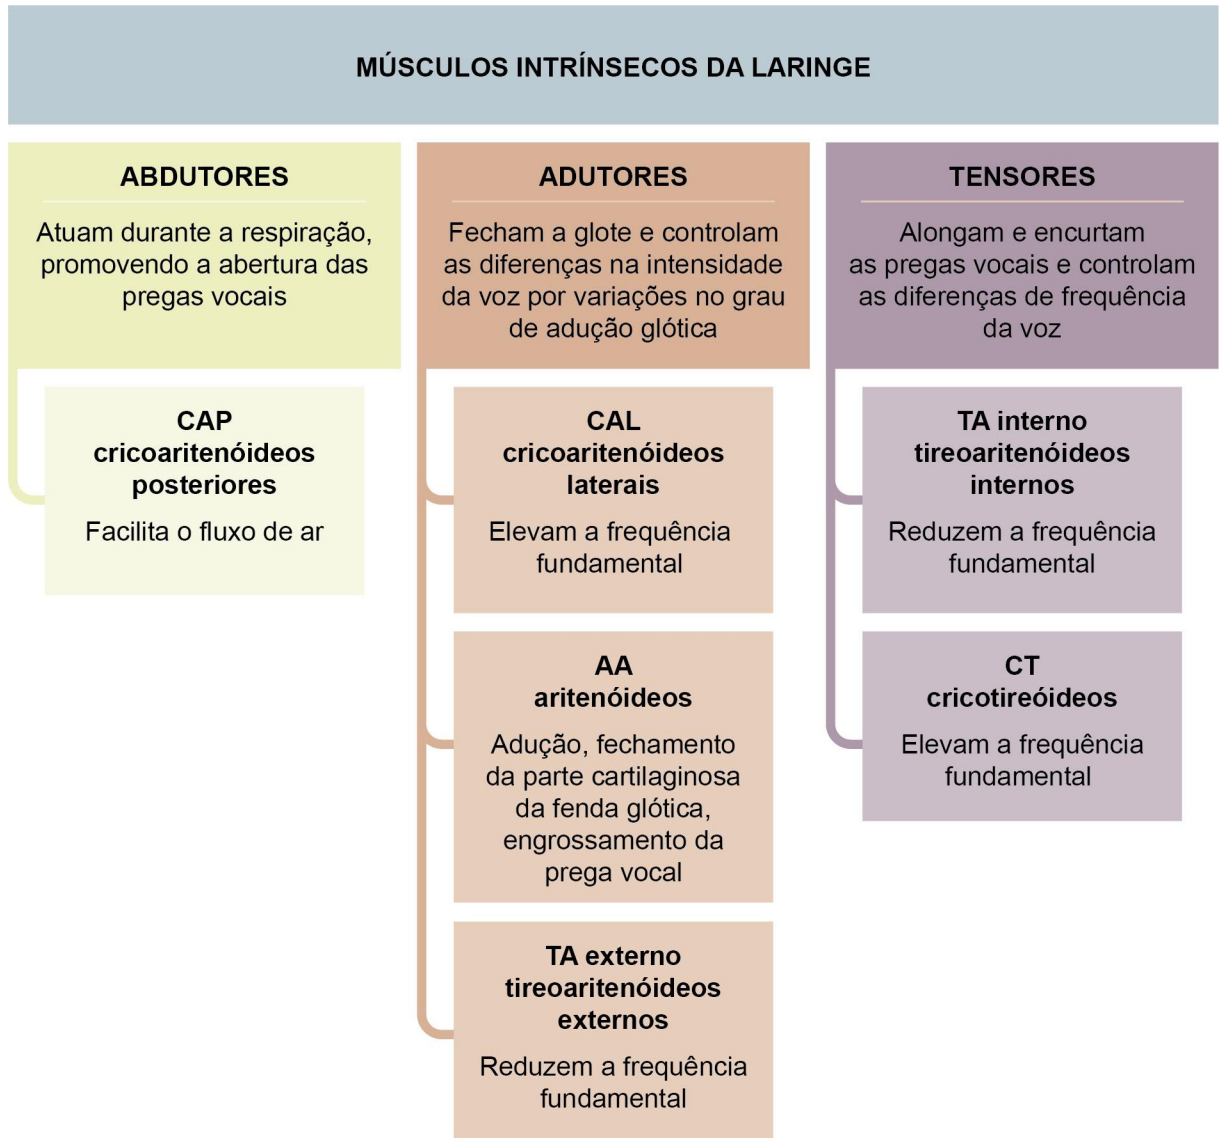 MÚSCULOS INTRÍNSECOS DA LARINGE
ABDUTORES
Atuam durante a respiração,
promovendo a abertura das
pregas vocais
CAP
cricoaritenóideos
posteriores
Facilita o fluxo de ar
ADUTORES
Fecham a glote e controlam
as diferenças na intensidade
da voz por variações no grau
de adução glótica
CAL
cricoaritenóideos
laterais
Elevam a frequência
fundamental
AA
aritenóideos
Adução, fechamento
da parte cartilaginosa
da fenda glótica,
engrossamento da
prega vocal
TA externo
tireoaritenóideos
externos
Reduzem a frequência
fundamental
TENSORES
Alongam e encurtam
as pregas vocais e controlam
as diferenças de frequência
da voz
TA interno
tireoaritenóideos
internos
Reduzem a frequência
fundamental
CT
cricotireóideos
Elevam a frequência
fundamental